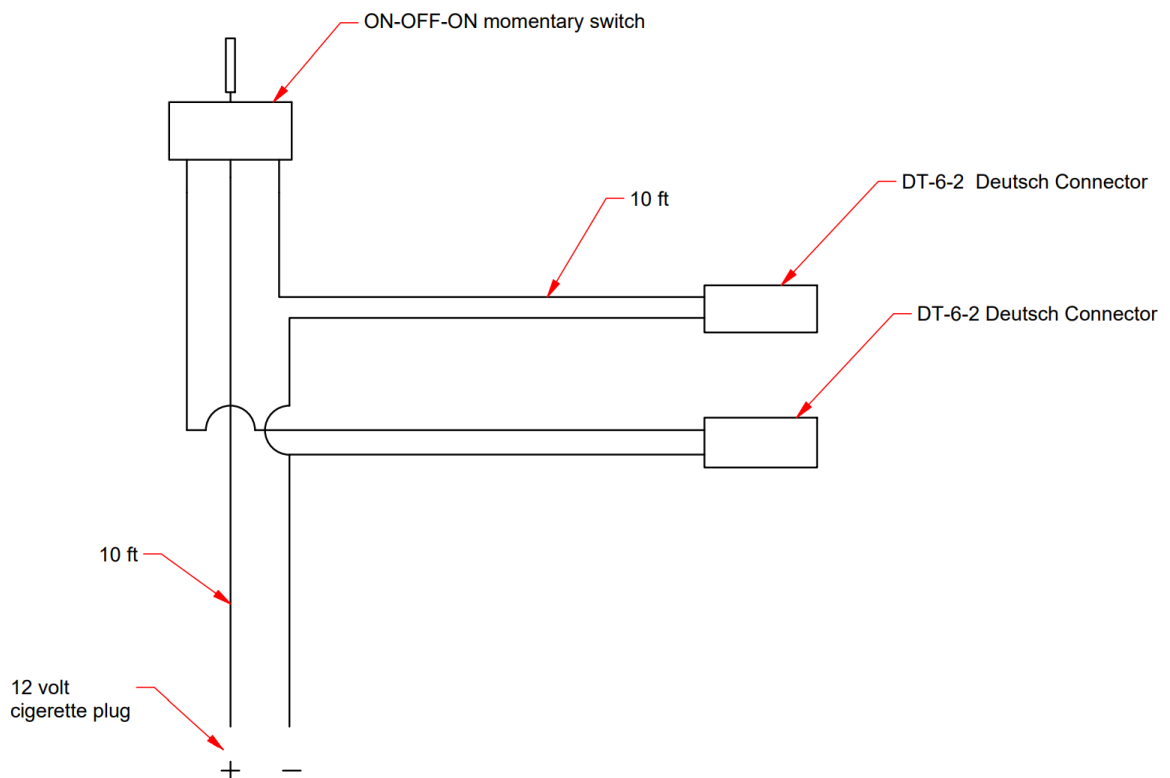 ON-OFF-ON momentary switch
DT-6-2  Deutsch Connector
10 ft
DT-6-2 Deutsch Connector
10 ft
12 volt
cigerette plug
+ −